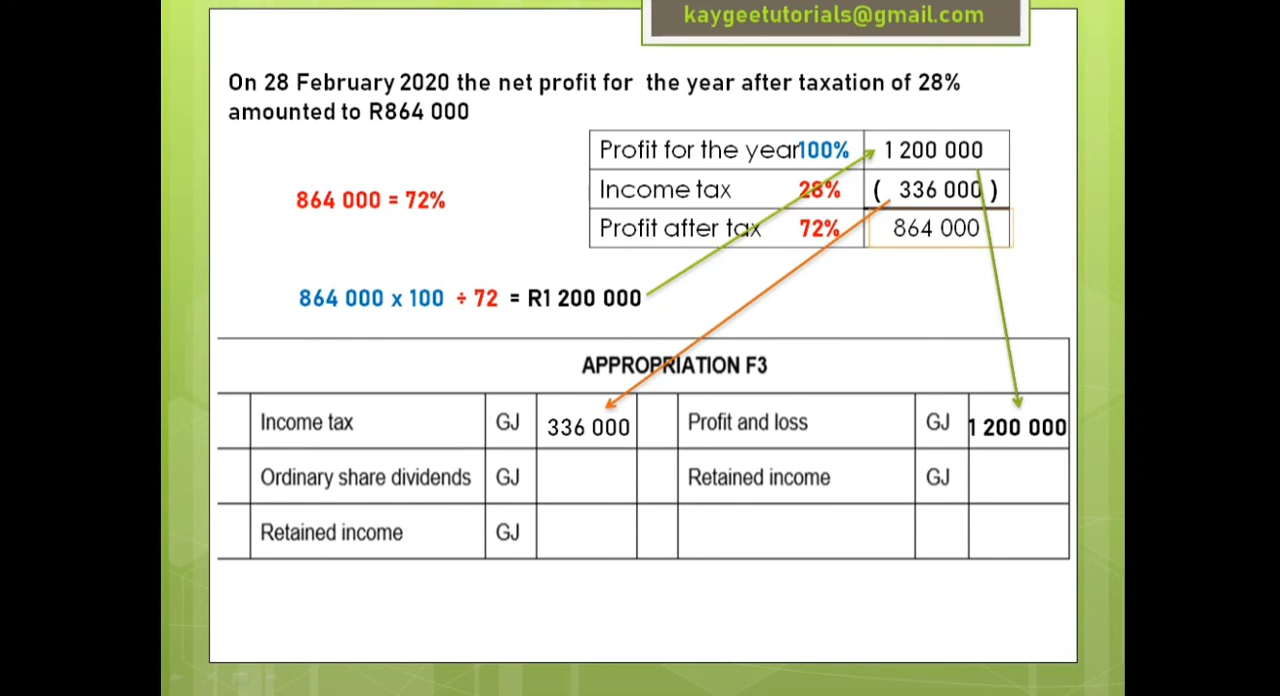 kaygeetutorials@gmail.com
On 28 February 2020 the net profit for the year after taxation of 28%
amounted to R864 000
Profit for the year 100% 1 200 000
864 000 = 72%
Income tax 28% ( 336 000 )
Profit after tax 72% 864 000
864 000 x 100 ÷ 72 = R1 200 000
APPROPRIATION F3
Income tax GJ 336 000 Profit and loss GJ 1 200 000
Ordinary share dividends GJ Retained income GJ
Retained income GJ